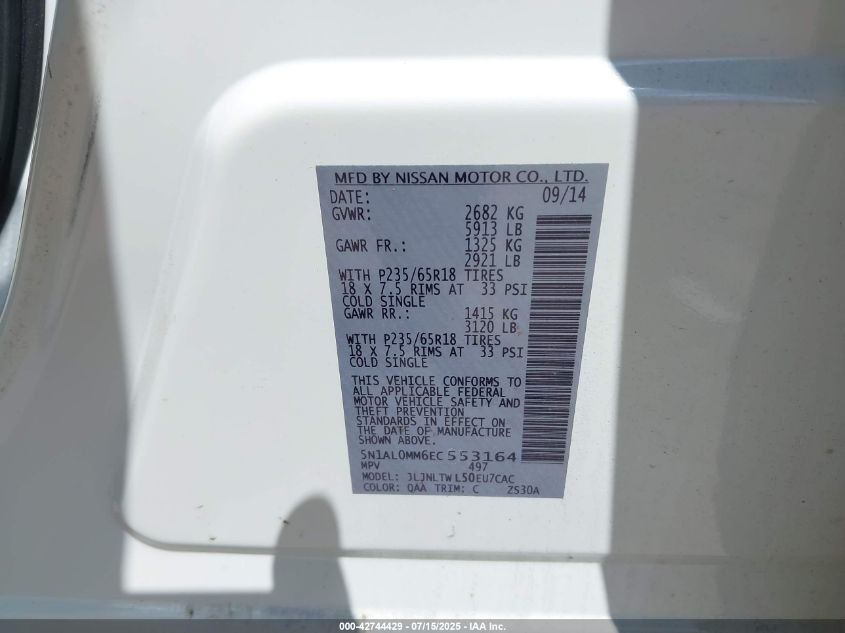 MFD BY NISSAN MOTOR CO., LTD.
DATE: 09/14
GVWR: 2682 KG
5913 LB
GAWR FR.: 1325 KG
2921 LB
WITH P235/65R18 TIRES
18 X 7.5 RIMS AT 33 PSI
COLD SINGLE
GAWR RR.: 1415 KG
3120 LB
WITH P235/65R18 TIRES
18 X 7.5 RIMS AT 33 PSI
COLD SINGLE
THIS VEHICLE CONFORMS TO
ALL APPLICABLE FEDERAL
MOTOR VEHICLE SAFETY AND
THEFT PREVENTION
STANDARDS IN EFFECT ON
THE DATE OF MANUFACTURE
SHOWN ABOVE.
5N1AL0MM6EC553164
MPV 497
MODEL: JLJNLTWL50EU7CAC
COLOR: QAA TRIM: C ZS30A
000-42744429 - 07/15/2025 - IAA Inc.